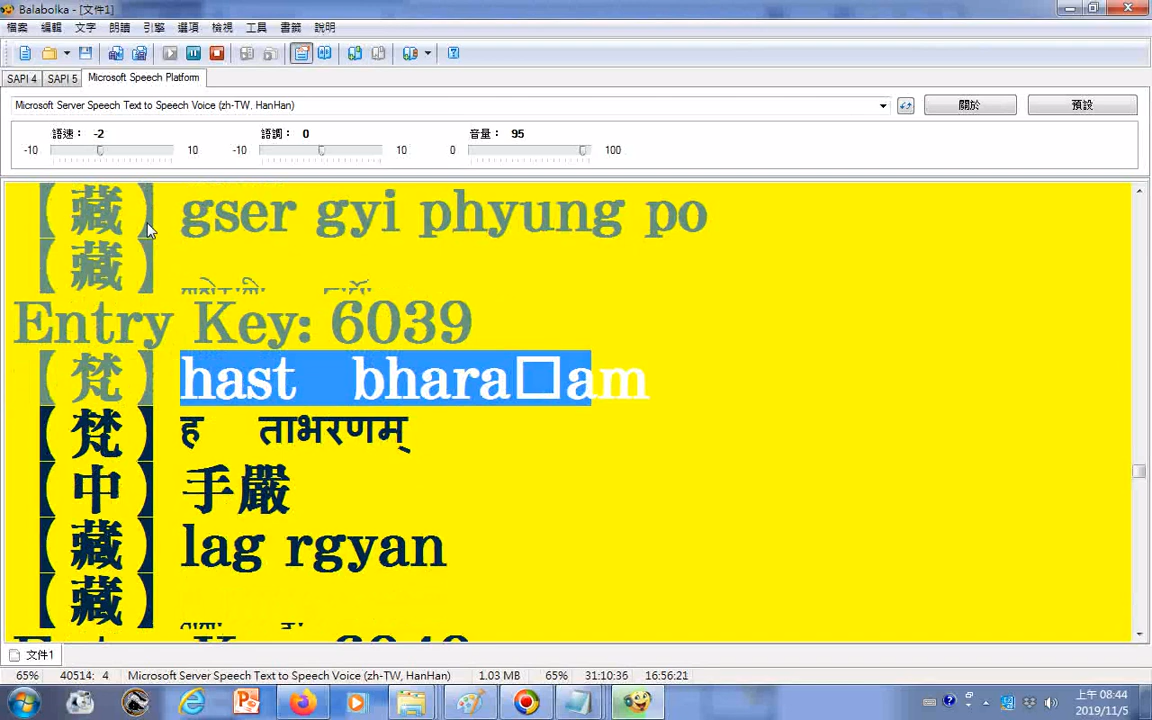 Balabolka - [文件1]
檔案 編輯 文字 朗讀 引擎 選項 檢視 工具 書籤 說明
SAPI 4 SAPI 5 Microsoft Speech Platform
Microsoft Server Speech Text to Speech Voice (zh-TW, HanHan) 關於 預設
語速： -2 語調： 0 音量： 95
-10 10 -10 10 0 100
【藏】 gser gyi phyung po
【藏】
Entry Key: 6039
【梵】 hast bhara□am
【梵】 ह ताभरणम्
【中】 手嚴
【藏】 lag rgyan
【藏】
文件1
65% 40514: 4 Microsoft Server Speech Text to Speech Voice (zh-TW, HanHan) 1.03 MB 65% 31:10:36 16:56:21
上午 08:44
2019/11/5